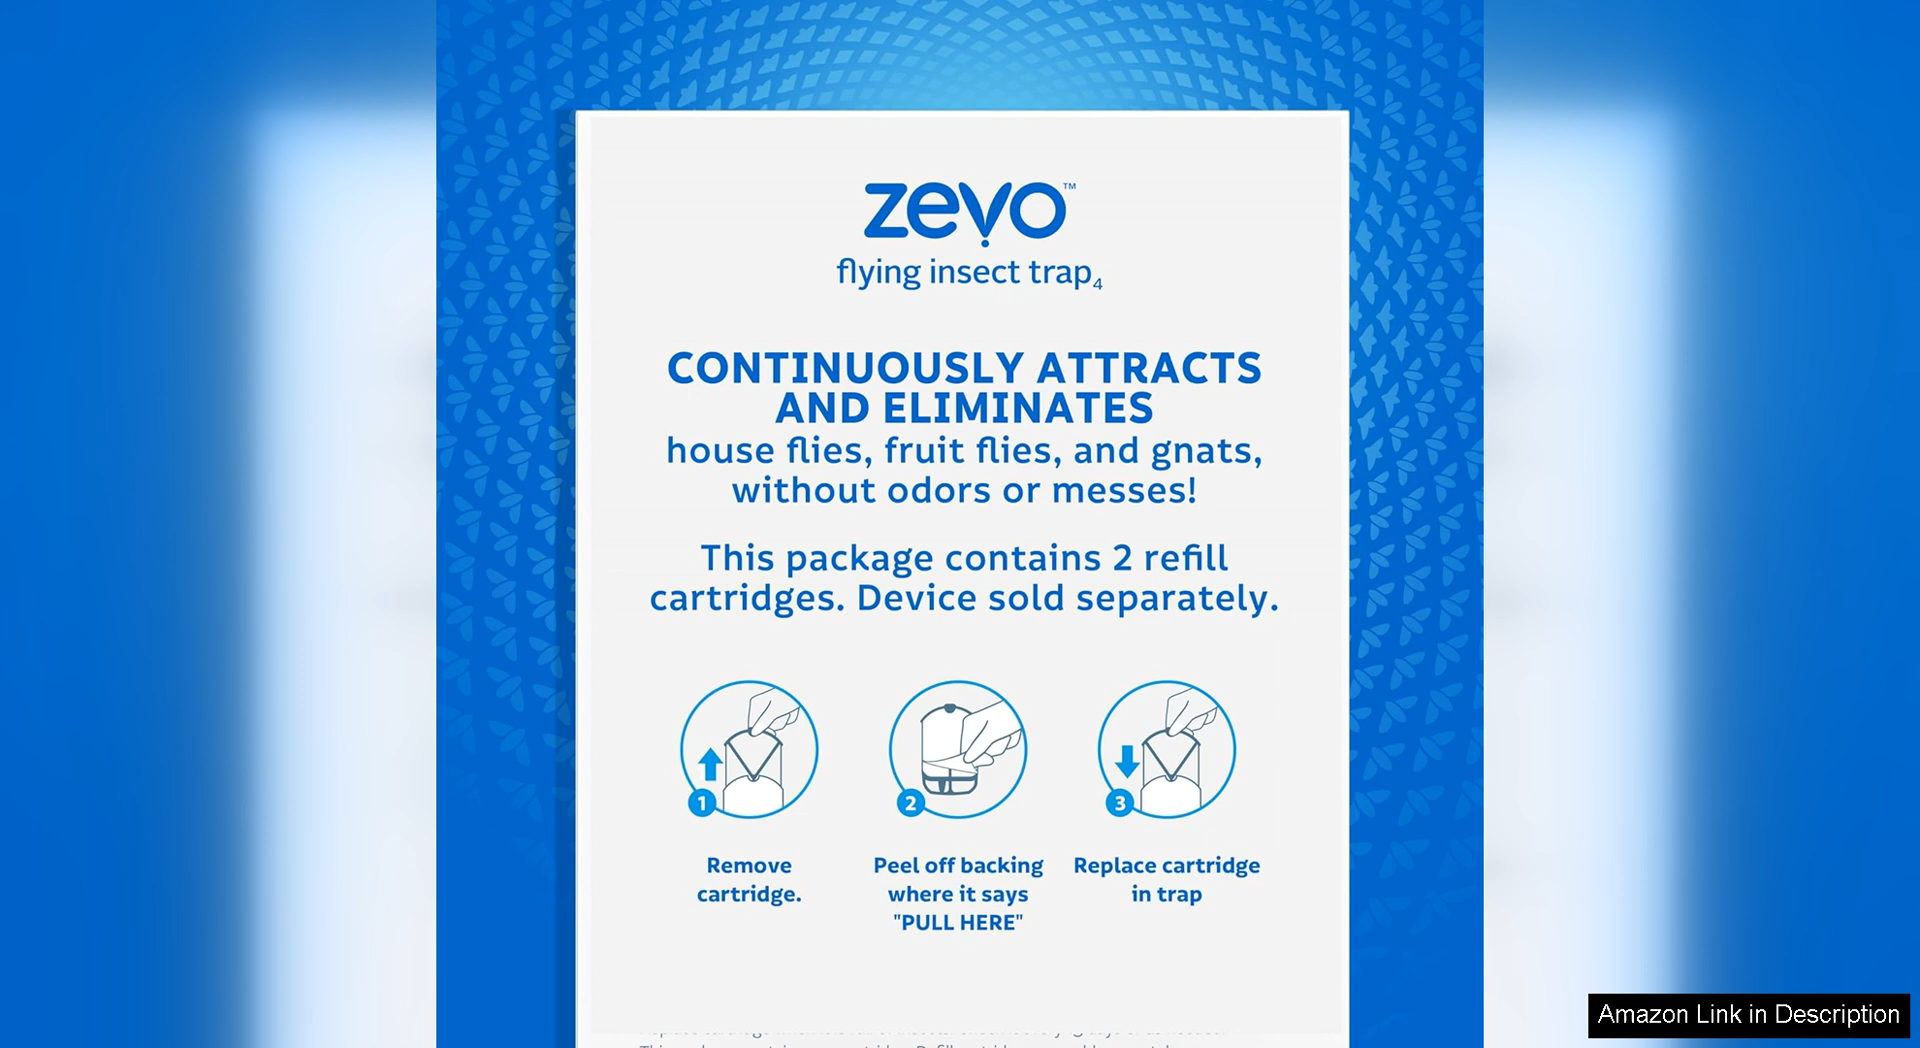 zevo™
flying insect trap₄
CONTINUOUSLY ATTRACTS
AND ELIMINATES
house flies, fruit flies, and gnats,
without odors or messes!
This package contains 2 refill
cartridges. Device sold separately.
1
2
3
Remove
cartridge.
Peel off backing
where it says
"PULL HERE"
Replace cartridge
in trap
Amazon Link in Description